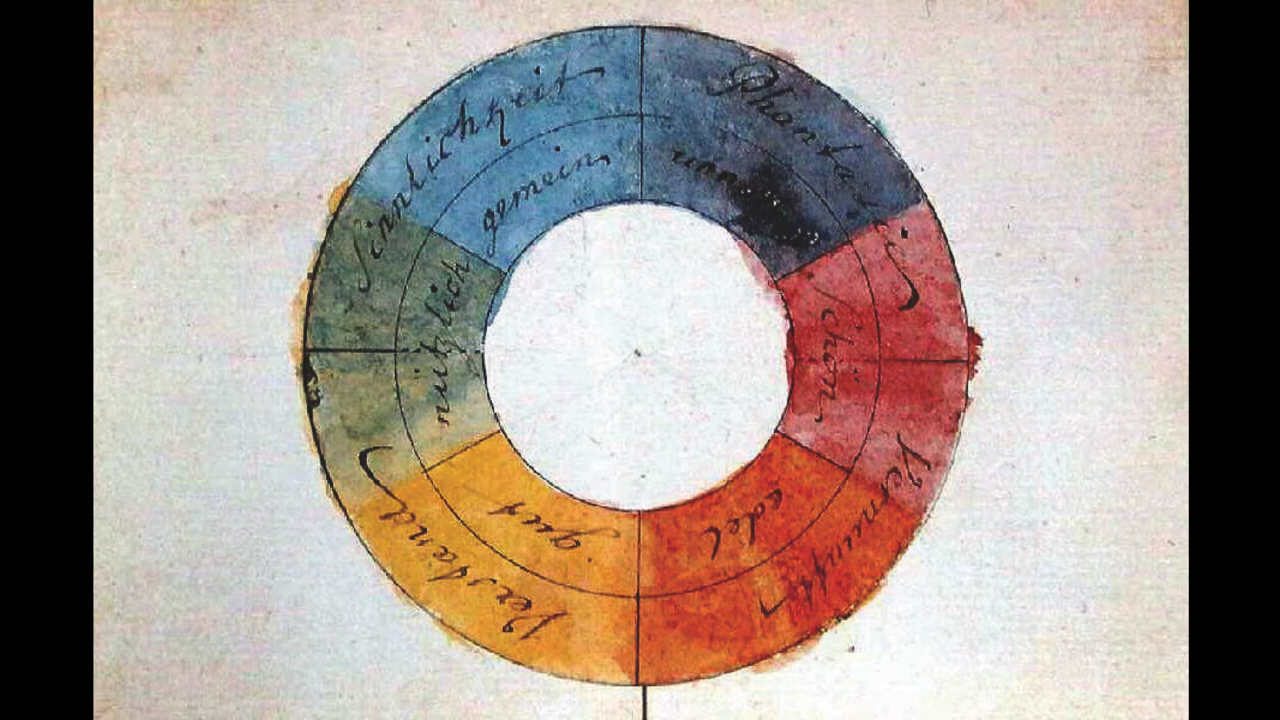 Sinnlichkeit
Phantasie
Vernunft
Verstand
gemein
schön
edel
gut
nützlich